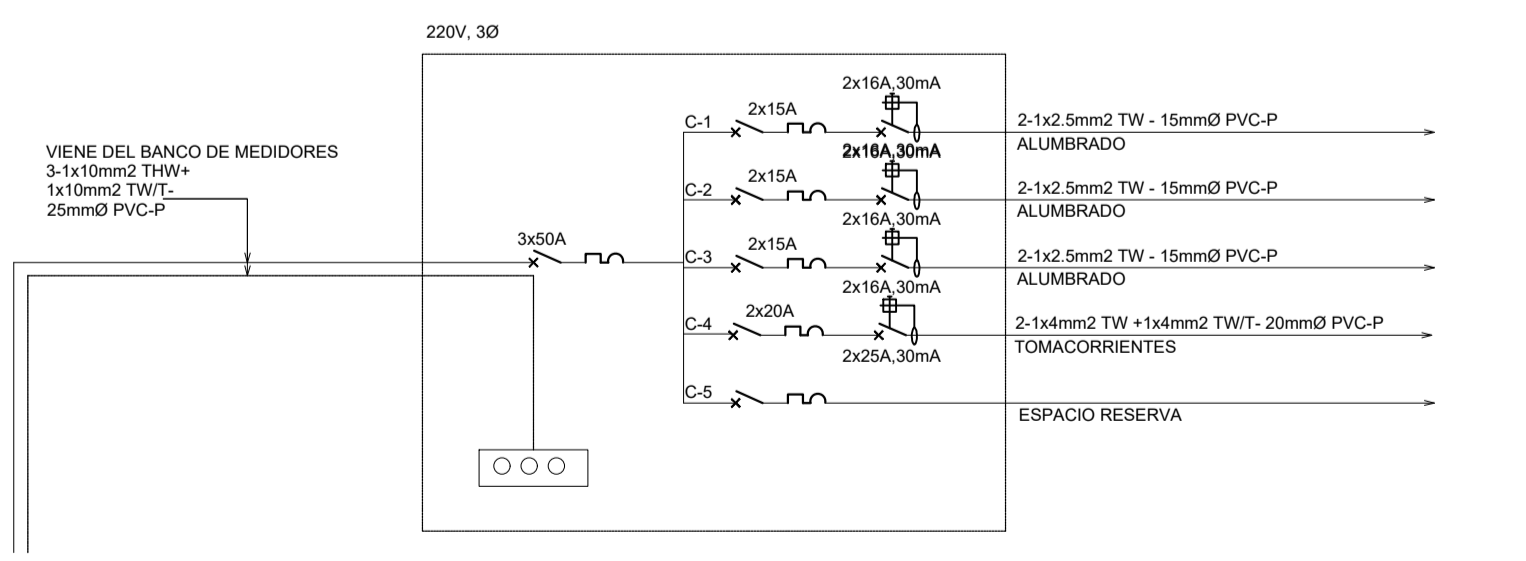 220V, 3Ø
VIENE DEL BANCO DE MEDIDORES
3-1x10mm2 THW+
1x10mm2 TW/T-
25mmØ PVC-P
3x50A
2x16A,30mA
C-1
2x15A
2-1x2.5mm2 TW - 15mmØ PVC-P
ALUMBRADO
2x16A,30mA
C-2
2x15A
2-1x2.5mm2 TW - 15mmØ PVC-P
ALUMBRADO
2x16A,30mA
C-3
2x15A
2-1x2.5mm2 TW - 15mmØ PVC-P
ALUMBRADO
2x16A,30mA
C-4
2x20A
2-1x4mm2 TW +1x4mm2 TW/T- 20mmØ PVC-P
TOMACORRIENTES
2x25A,30mA
C-5
ESPACIO RESERVA